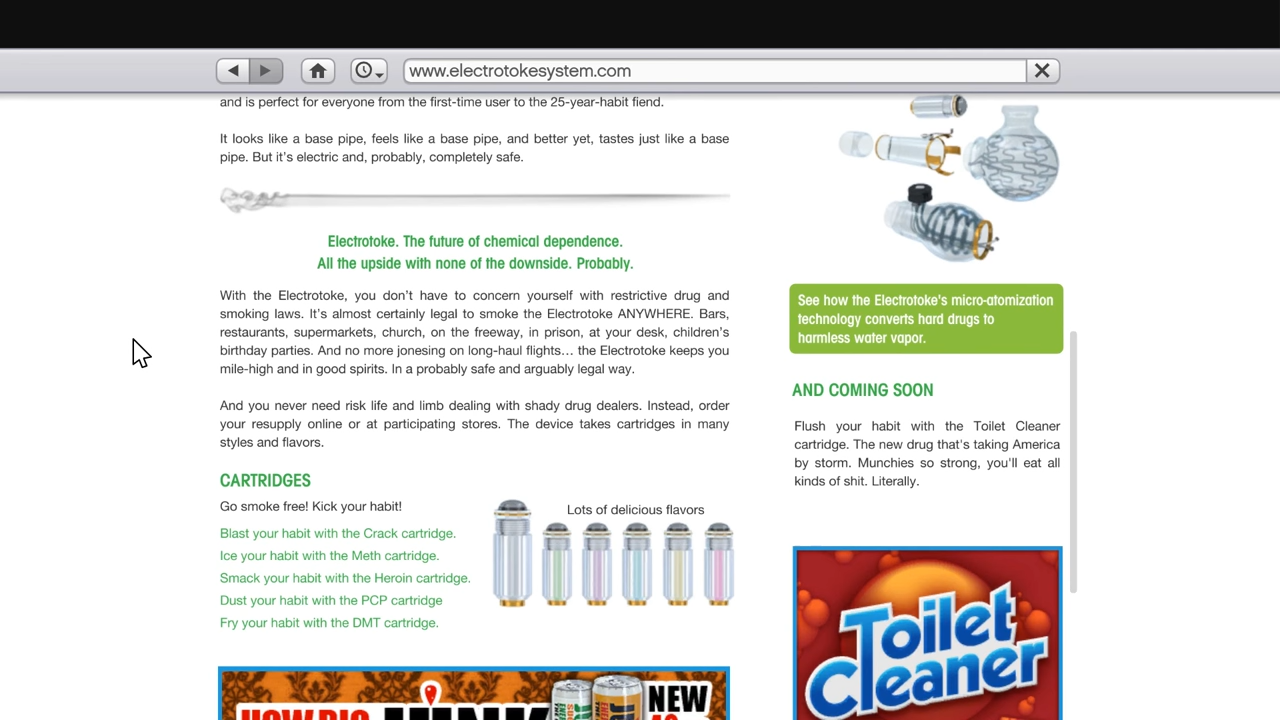 www.electrotokesystem.com
and is perfect for everyone from the first-time user to the 25-year-habit fiend.
It looks like a base pipe, feels like a base pipe, and better yet, tastes just like a base
pipe. But it's electric and, probably, completely safe.
Electrotoke. The future of chemical dependence.
All the upside with none of the downside. Probably.
With the Electrotoke, you don't have to concern yourself with restrictive drug and
smoking laws. It's almost certainly legal to smoke the Electrotoke ANYWHERE. Bars,
restaurants, supermarkets, church, on the freeway, in prison, at your desk, children's
birthday parties. And no more jonesing on long-haul flights... the Electrotoke keeps you
mile-high and in good spirits. In a probably safe and arguably legal way.
And you never need risk life and limb dealing with shady drug dealers. Instead, order
your resupply online or at participating stores. The device takes cartridges in many
styles and flavors.
CARTRIDGES
Go smoke free! Kick your habit!
Blast your habit with the Crack cartridge.
Ice your habit with the Meth cartridge.
Smack your habit with the Heroin cartridge.
Dust your habit with the PCP cartridge
Fry your habit with the DMT cartridge.
Lots of delicious flavors
NEW
See how the Electrotoke's micro-atomization
technology converts hard drugs to
harmless water vapor.
AND COMING SOON
Flush your habit with the Toilet Cleaner
cartridge. The new drug that's taking America
by storm. Munchies so strong, you'll eat all
kinds of shit. Literally.
Toilet
Cleaner